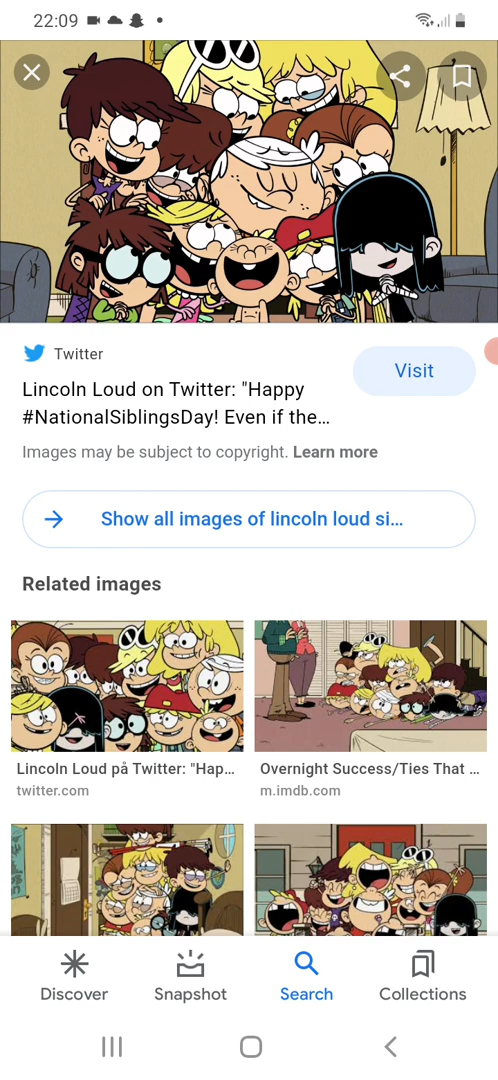 22:09
Twitter
Visit
Lincoln Loud on Twitter: "Happy
#NationalSiblingsDay! Even if the...
Images may be subject to copyright. Learn more
Show all images of lincoln loud si...
Related images
Lincoln Loud på Twitter: "Hap...
twitter.com
Overnight Success/Ties That ...
m.imdb.com
Discover
Snapshot
Search
Collections